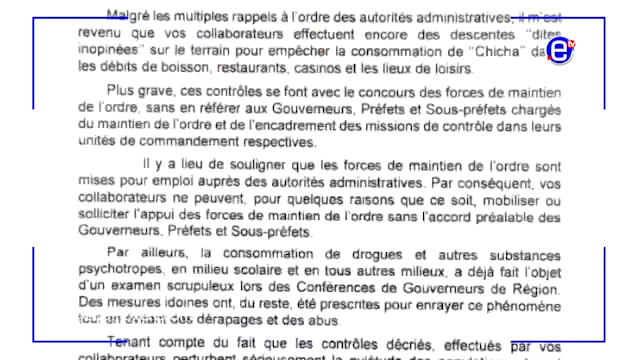 Malgré les multiples rappels à l'ordre des autorités administratives, il m'est
revenu que vos collaborateurs effectuent encore des descentes "dites
inopinées" sur le terrain pour empêcher la consommation de "Chicha"
les débits de boisson, restaurants, casinos et les lieux de loisirs.
Plus grave, ces contrôles se font avec le concours des forces de maintien
de l'ordre, sans en référer aux Gouverneurs, Préfets et Sous-préfets chargés
du maintien de l'ordre et de l'encadrement des missions de contrôle dans leurs
unités de commandement respectives.
Il y a lieu de souligner que les forces de maintien de l'ordre sont
mises pour emploi auprès des autorités administratives. Par conséquent, vos
collaborateurs ne peuvent, pour quelques raisons que ce soit, mobiliser ou
solliciter l'appui des forces de maintien de l'ordre sans l'accord préalable des
Gouverneurs, Préfets et Sous-préfets.
Par ailleurs, la consommation de drogues et autres substances
psychotropes, en milieu scolaire et en tous autres milieux, a déjà fait l'objet
d'un examen scrupuleux lors des Conférences de Gouverneurs de Région.
Des mesures idoines ont, du reste, été prescrites pour enrayer ce phénomène
tout en évitant des dérapages et des abus.
Tenant compte du fait que les contrôles décriés, effectués par vos
collaborateurs perturbent sérieusement la quiétude des